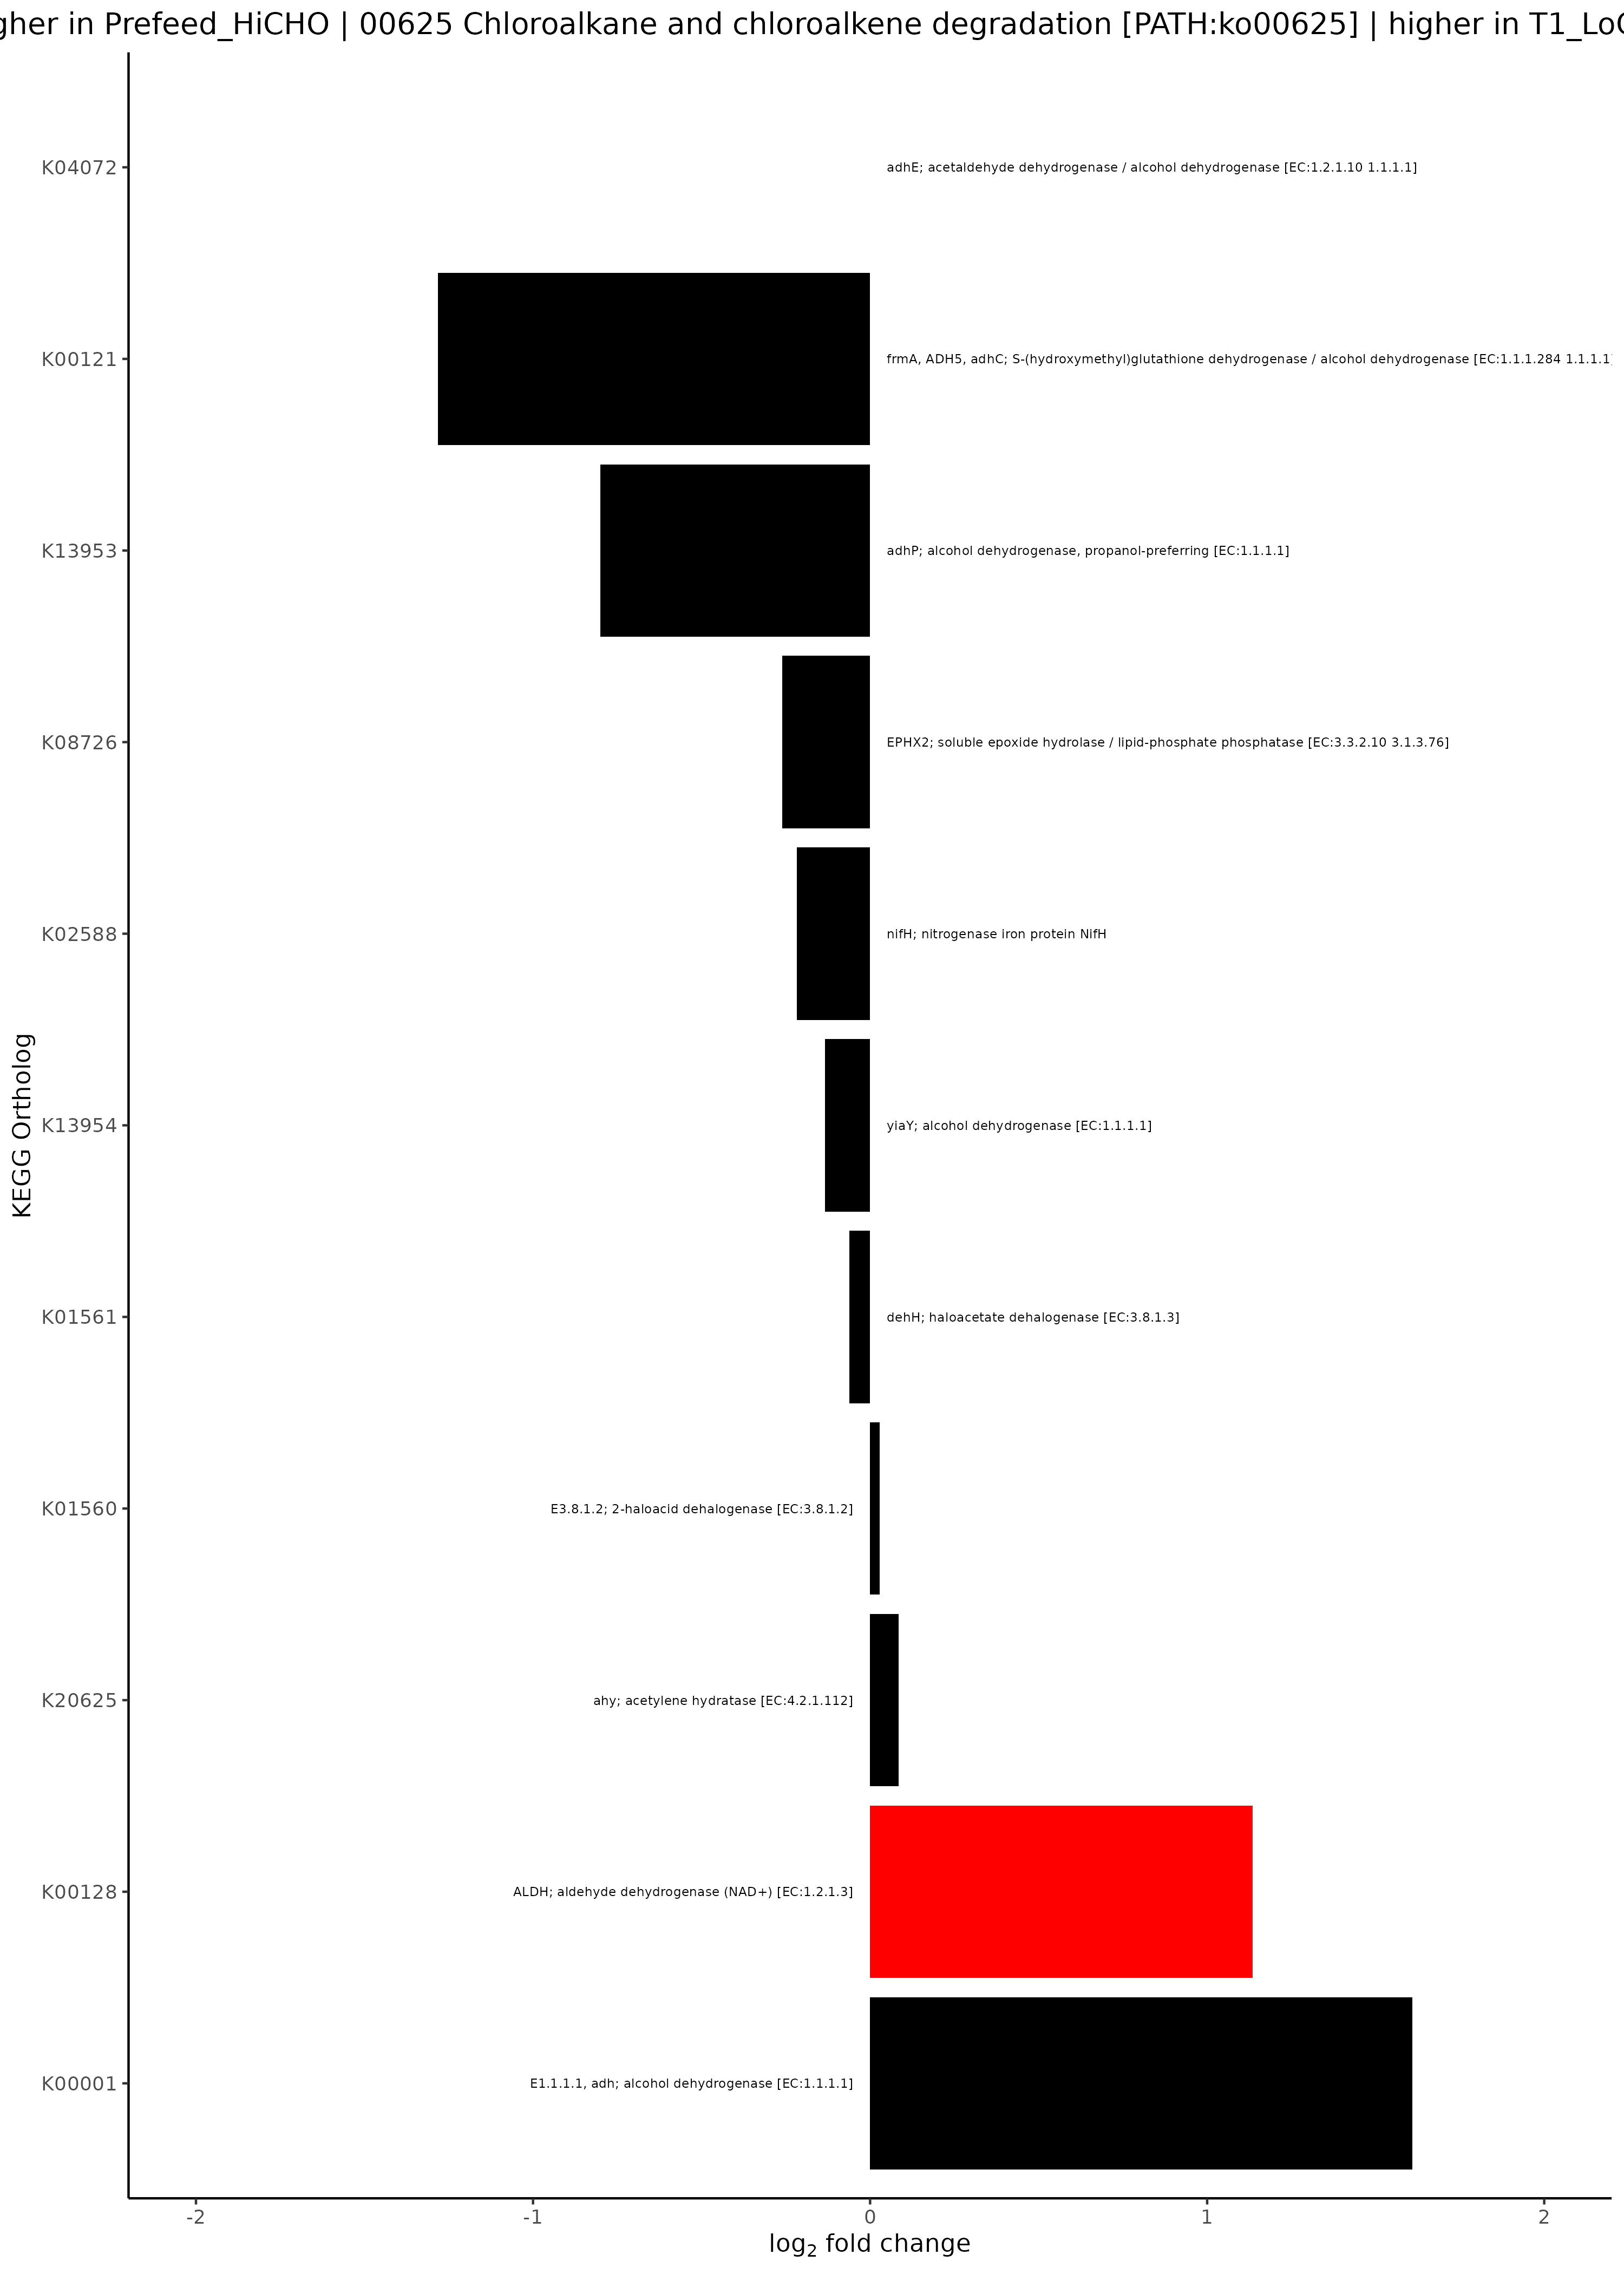 higher in Prefeed_HiCHO | 00625 Chloroalkane and chloroalkene degradation [PATH:ko00625] | higher in
K04072
adhE; acetaldehyde dehydrogenase / alcohol dehydrogenase [EC:1.2.1.10 1.1.1.1]
K00121
frmA, ADH5, adhC; S-(hydroxymethyl)glutathione dehydrogenase / alcohol dehydrogenase [EC:1.1.1.284 1.1.1.1]
K13953
adhP; alcohol dehydrogenase, propanol-preferring [EC:1.1.1.1]
K08726
EPHX2; soluble epoxide hydrolase / lipid-phosphate phosphatase [EC:3.3.2.10 3.1.3.76]
K02588
nifH; nitrogenase iron protein NifH
K13954
yiaY; alcohol dehydrogenase [EC:1.1.1.1]
K01561
dehH; haloacetate dehalogenase [EC:3.8.1.3]
K01560
E3.8.1.2; 2-haloacid dehalogenase [EC:3.8.1.2]
K20625
ahy; acetylene hydratase [EC:4.2.1.112]
K00128
ALDH; aldehyde dehydrogenase (NAD+) [EC:1.2.1.3]
K00001
E1.1.1.1, adh; alcohol dehydrogenase [EC:1.1.1.1]
KEGG Ortholog
-2 -1 0 1 2
log2 fold change